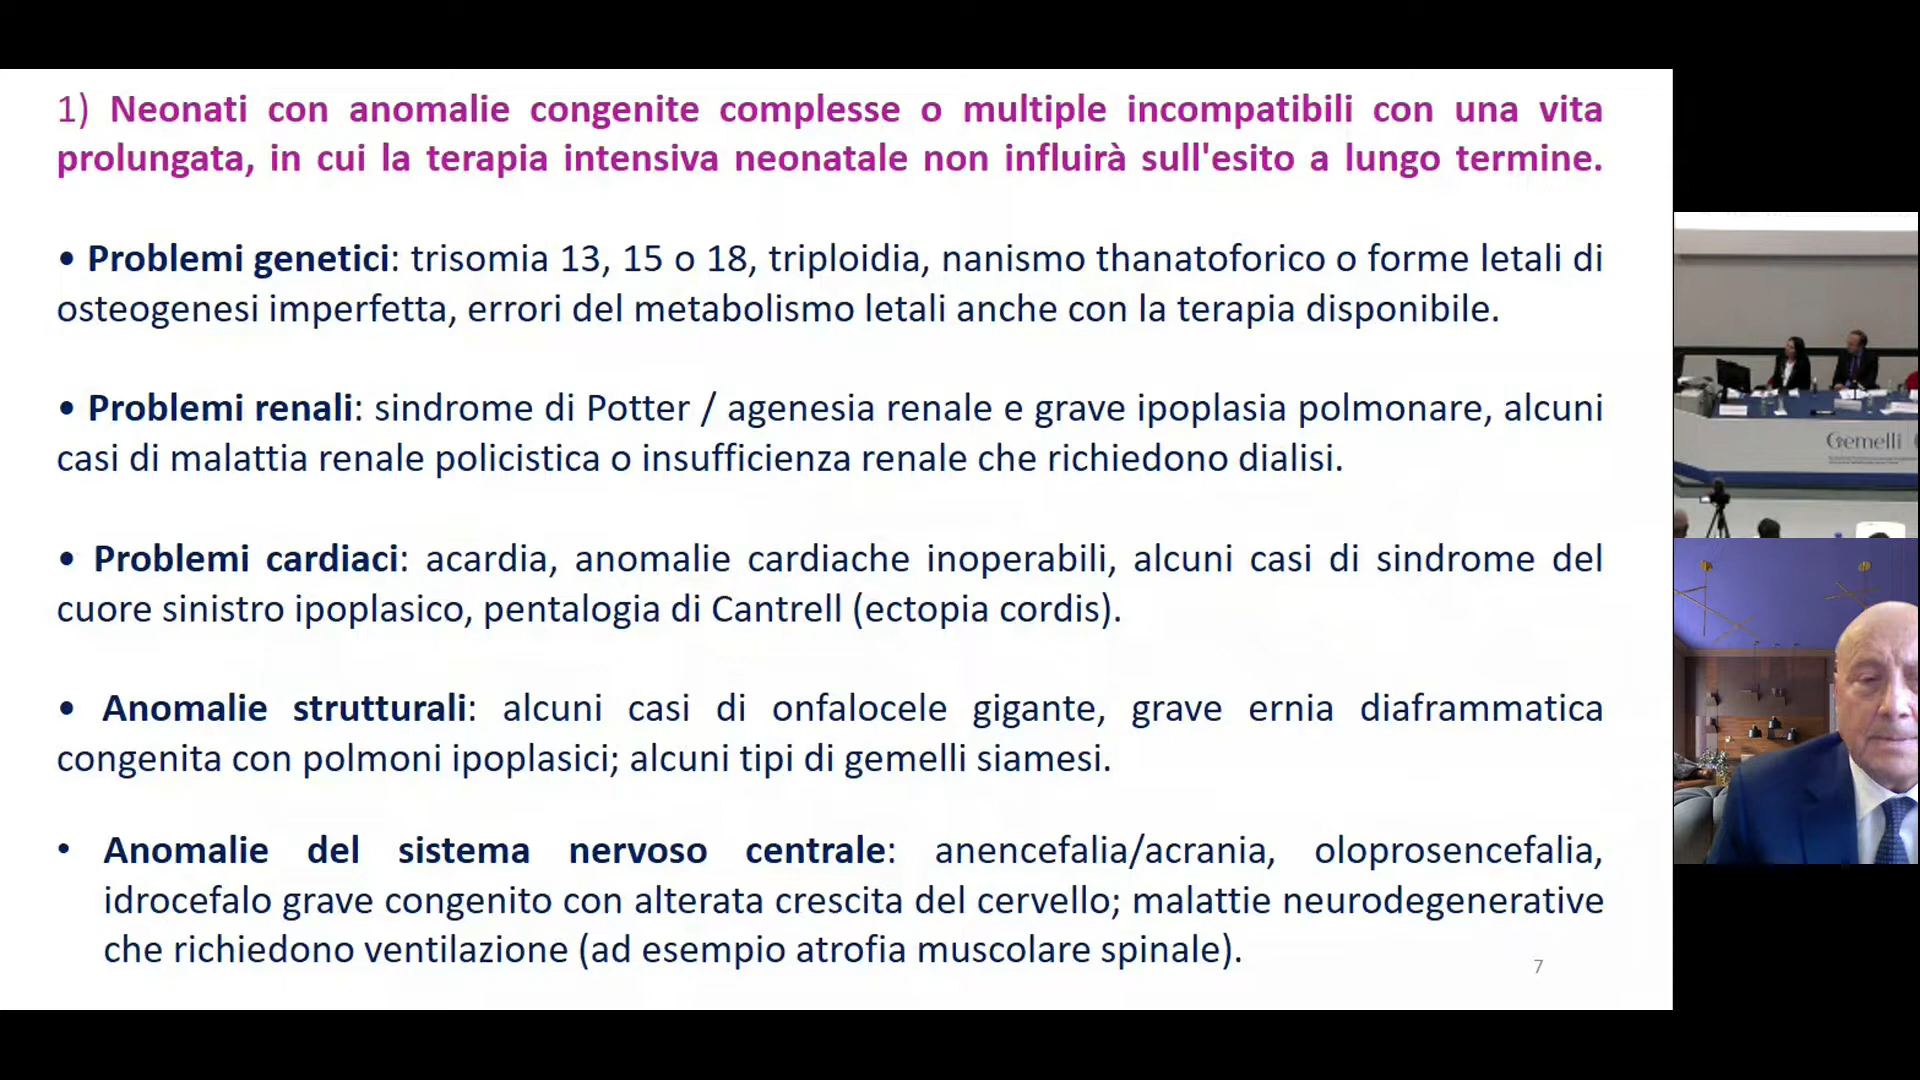 1) Neonati con anomalie congenite complesse o multiple incompatibili con una vita
prolungata, in cui la terapia intensiva neonatale non influirà sull'esito a lungo termine.
• Problemi genetici: trisomia 13, 15 o 18, triploidia, nanismo thanatoforico o forme letali di
osteogenesi imperfetta, errori del metabolismo letali anche con la terapia disponibile.
• Problemi renali: sindrome di Potter / agenesia renale e grave ipoplasia polmonare, alcuni
casi di malattia renale policistica o insufficienza renale che richiedono dialisi.
• Problemi cardiaci: acardia, anomalie cardiache inoperabili, alcuni casi di sindrome del
cuore sinistro ipoplasico, pentalogia di Cantrell (ectopia cordis).
• Anomalie strutturali: alcuni casi di onfalocele gigante, grave ernia diaframmatica
congenita con polmoni ipoplasici; alcuni tipi di gemelli siamesi.
• Anomalie del sistema nervoso centrale: anencefalia/acrania, oloprosencefalia,
idrocefalo grave congenito con alterata crescita del cervello; malattie neurodegenerative
che richiedono ventilazione (ad esempio atrofia muscolare spinale).
7
Gemelli